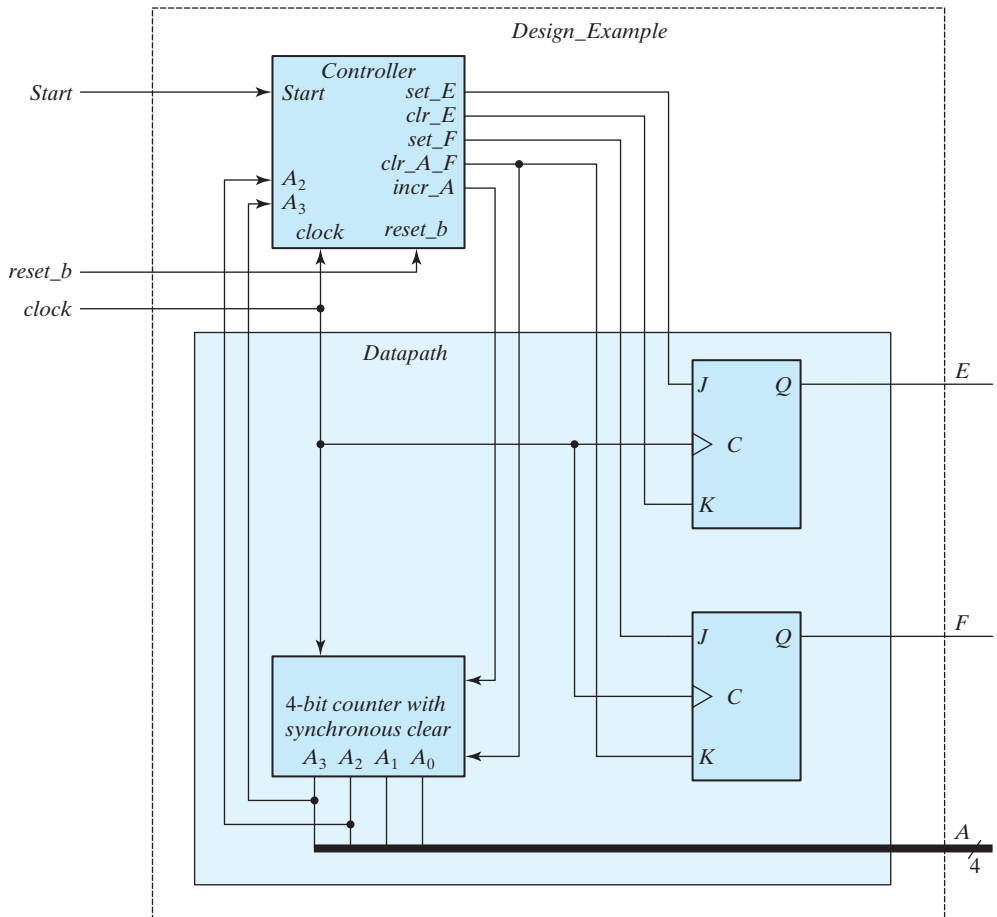 Design_Example
Controller
Start
Start
set_E
clr_E
set_F
clr_A_F
incr_A
A2
A3
clock
reset_b
reset_b
clock
Datapath
J
Q
E
C
K
J
Q
F
C
K
4-bit counter with
synchronous clear
A3 A2 A1 A0
A
4